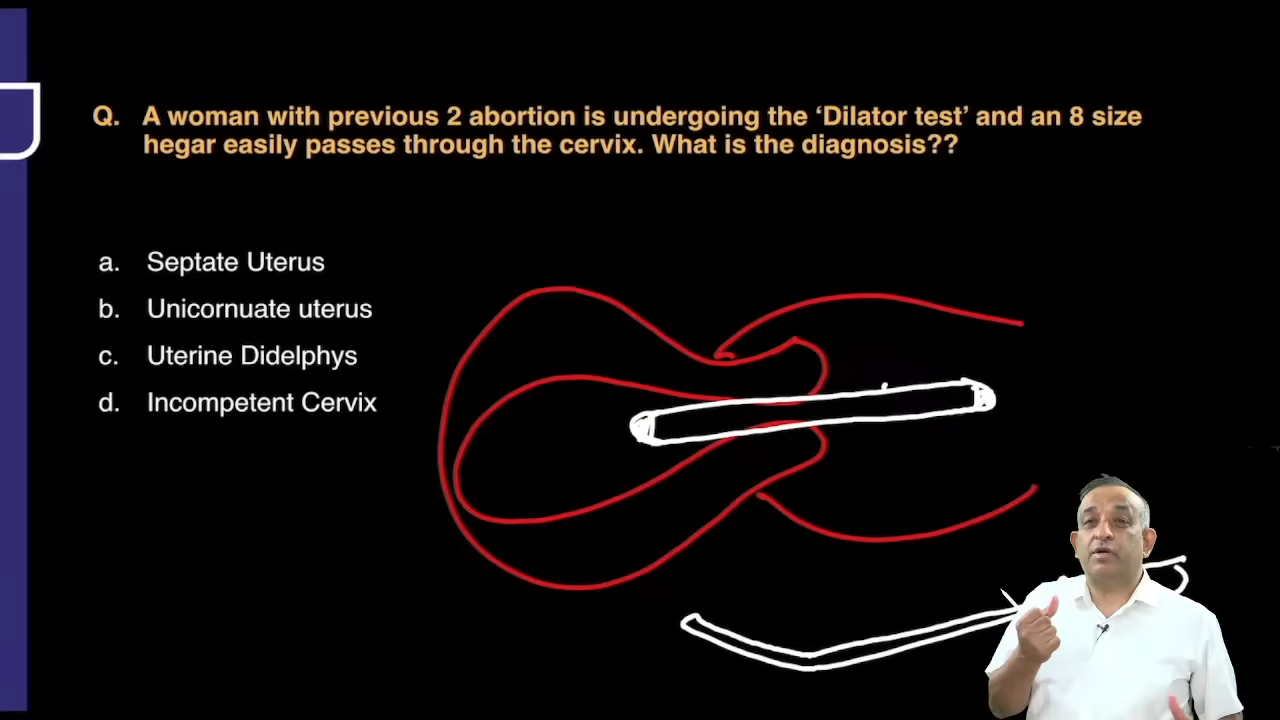 Q. A woman with previous 2 abortion is undergoing the ‘Dilator test’ and an 8 size
hegar easily passes through the cervix. What is the diagnosis??
a. Septate Uterus
b. Unicornuate uterus
c. Uterine Didelphys
d. Incompetent Cervix